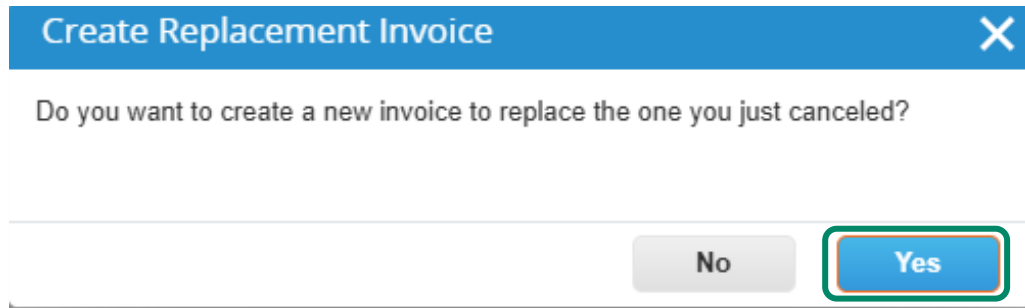 Create Replacement Invoice
Do you want to create a new invoice to replace the one you just canceled?
No
Yes